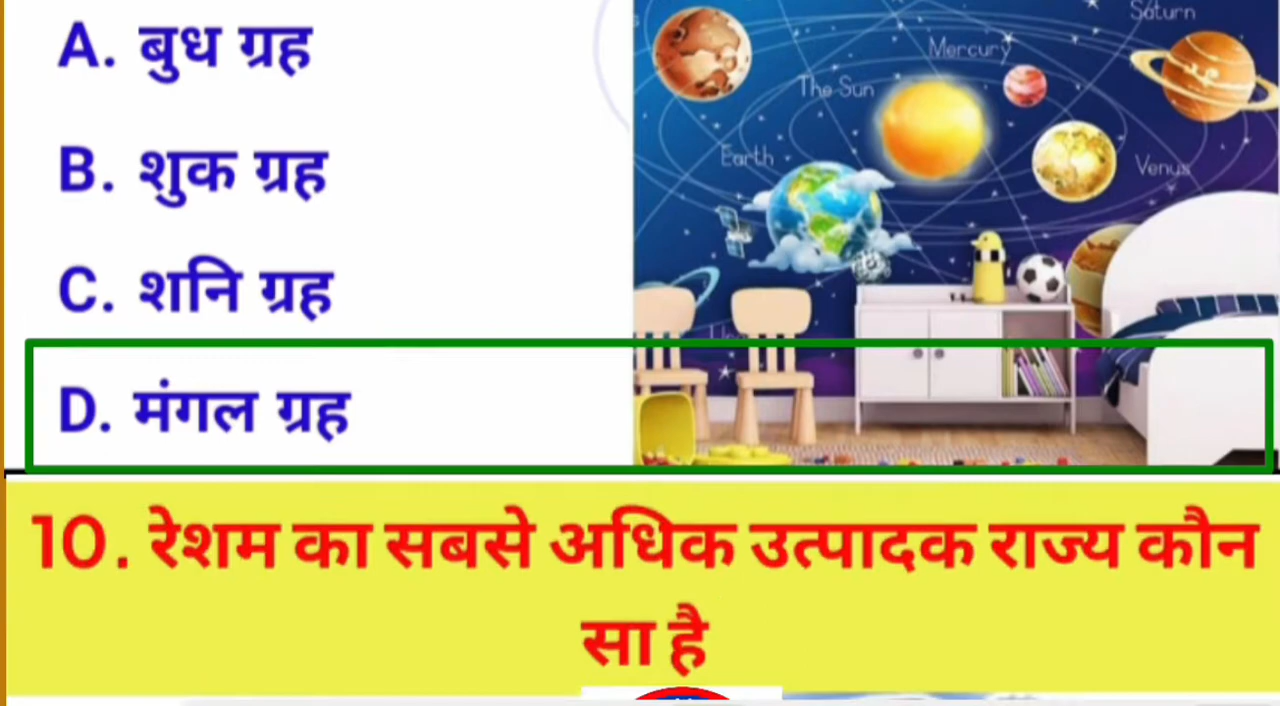 A. बुध ग्रह
B. शुक ग्रह
C. शनि ग्रह
D. मंगल ग्रह
Saturn
Mercury
The Sun
Earth
Venus
10. रेशम का सबसे अधिक उत्पादक राज्य कौन
सा है